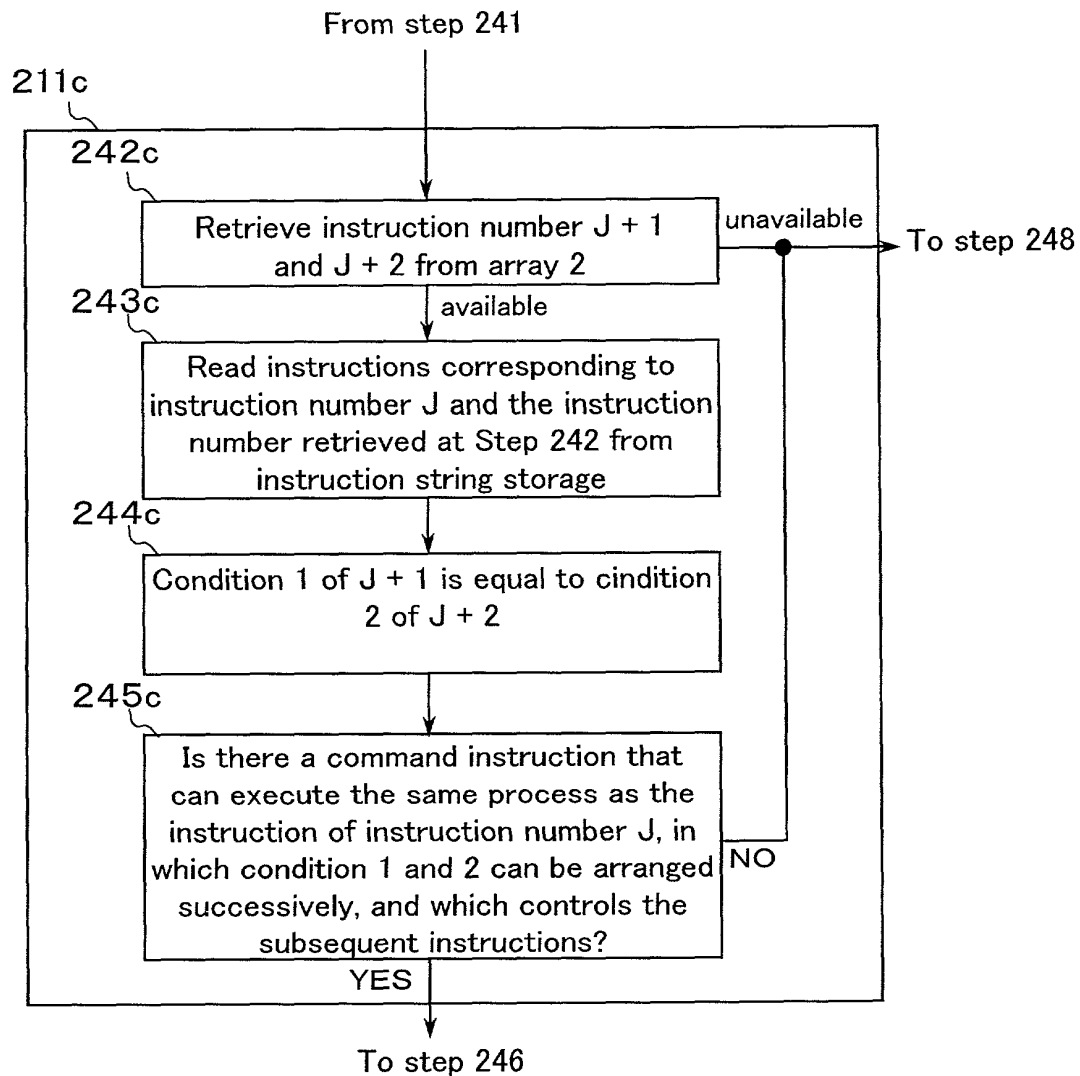 From step 241
211c
242c
Retrieve instruction number J + 1
and J + 2 from array 2
unavailable
To step 248
243c
available
Read instructions corresponding to
instruction number J and the instruction
number retrieved at Step 242 from
instruction string storage
244c
Condition 1 of J + 1 is equal to cindition
2 of J + 2
245c
Is there a command instruction that
can execute the same process as the
instruction of instruction number J, in
which condition 1 and 2 can be arranged
successively, and which controls the
subsequent instructions?
NO
YES
To step 246